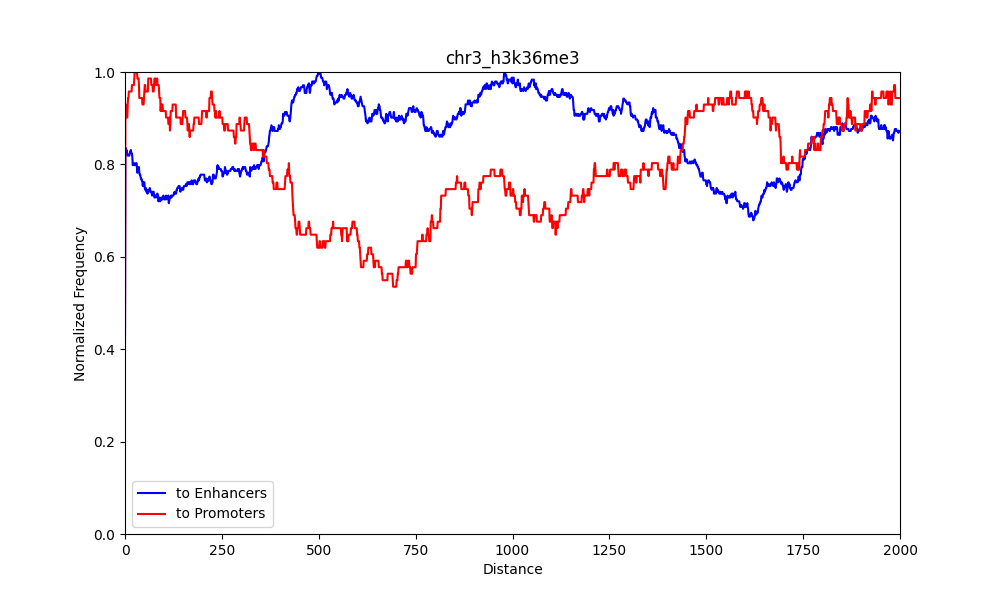 chr3_h3k36me3
1.0
0.8
0.6
0.4
0.2
0.0
Normalized Frequency
to Enhancers
to Promoters
0 250 500 750 1000 1250 1500 1750 2000
Distance